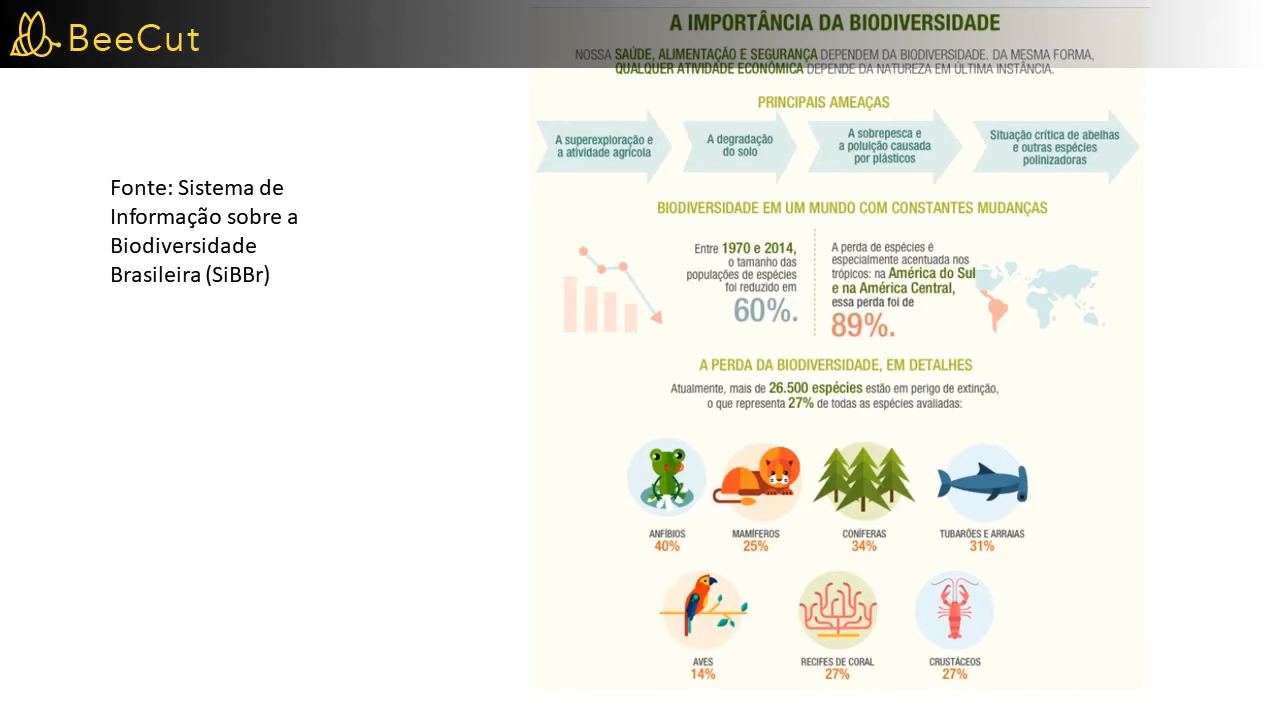 BeeCut
A IMPORTÂNCIA DA BIODIVERSIDADE
NOSSA SAÚDE, ALIMENTAÇÃO E SEGURANÇA DEPENDEM DA BIODIVERSIDADE. DA MESMA FORMA,
QUALQUER ATIVIDADE ECONÔMICA DEPENDE DA NATUREZA EM ÚLTIMA INSTÂNCIA.
Fonte: Sistema de
Informação sobre a
Biodiversidade
Brasileira (SiBBr)
PRINCIPAIS AMEAÇAS
A superexploração e
a atividade agrícola
A degradação
do solo
A sobrepesca e
a poluição causada
por plásticos
Situação crítica de abelhas
e outras espécies
polinizadoras
BIODIVERSIDADE EM UM MUNDO COM CONSTANTES MUDANÇAS
Entre 1970 e 2014,
o tamanho das
populações de espécies
foi reduzido em
60%.
A perda de espécies é
especialmente acentuada nos
trópicos: na América do Sul
e na América Central,
essa perda foi de
89%.
A PERDA DA BIODIVERSIDADE, EM DETALHES
Atualmente, mais de 26.500 espécies estão em perigo de extinção,
o que representa 27% de todas as espécies avaliadas:
ANFÍBIOS
40%
MAMÍFEROS
25%
CONÍFERAS
34%
TUBARÕES E ARRAIAS
31%
AVES
14%
RECIFES DE CORAL
27%
CRUSTÁCEOS
27%